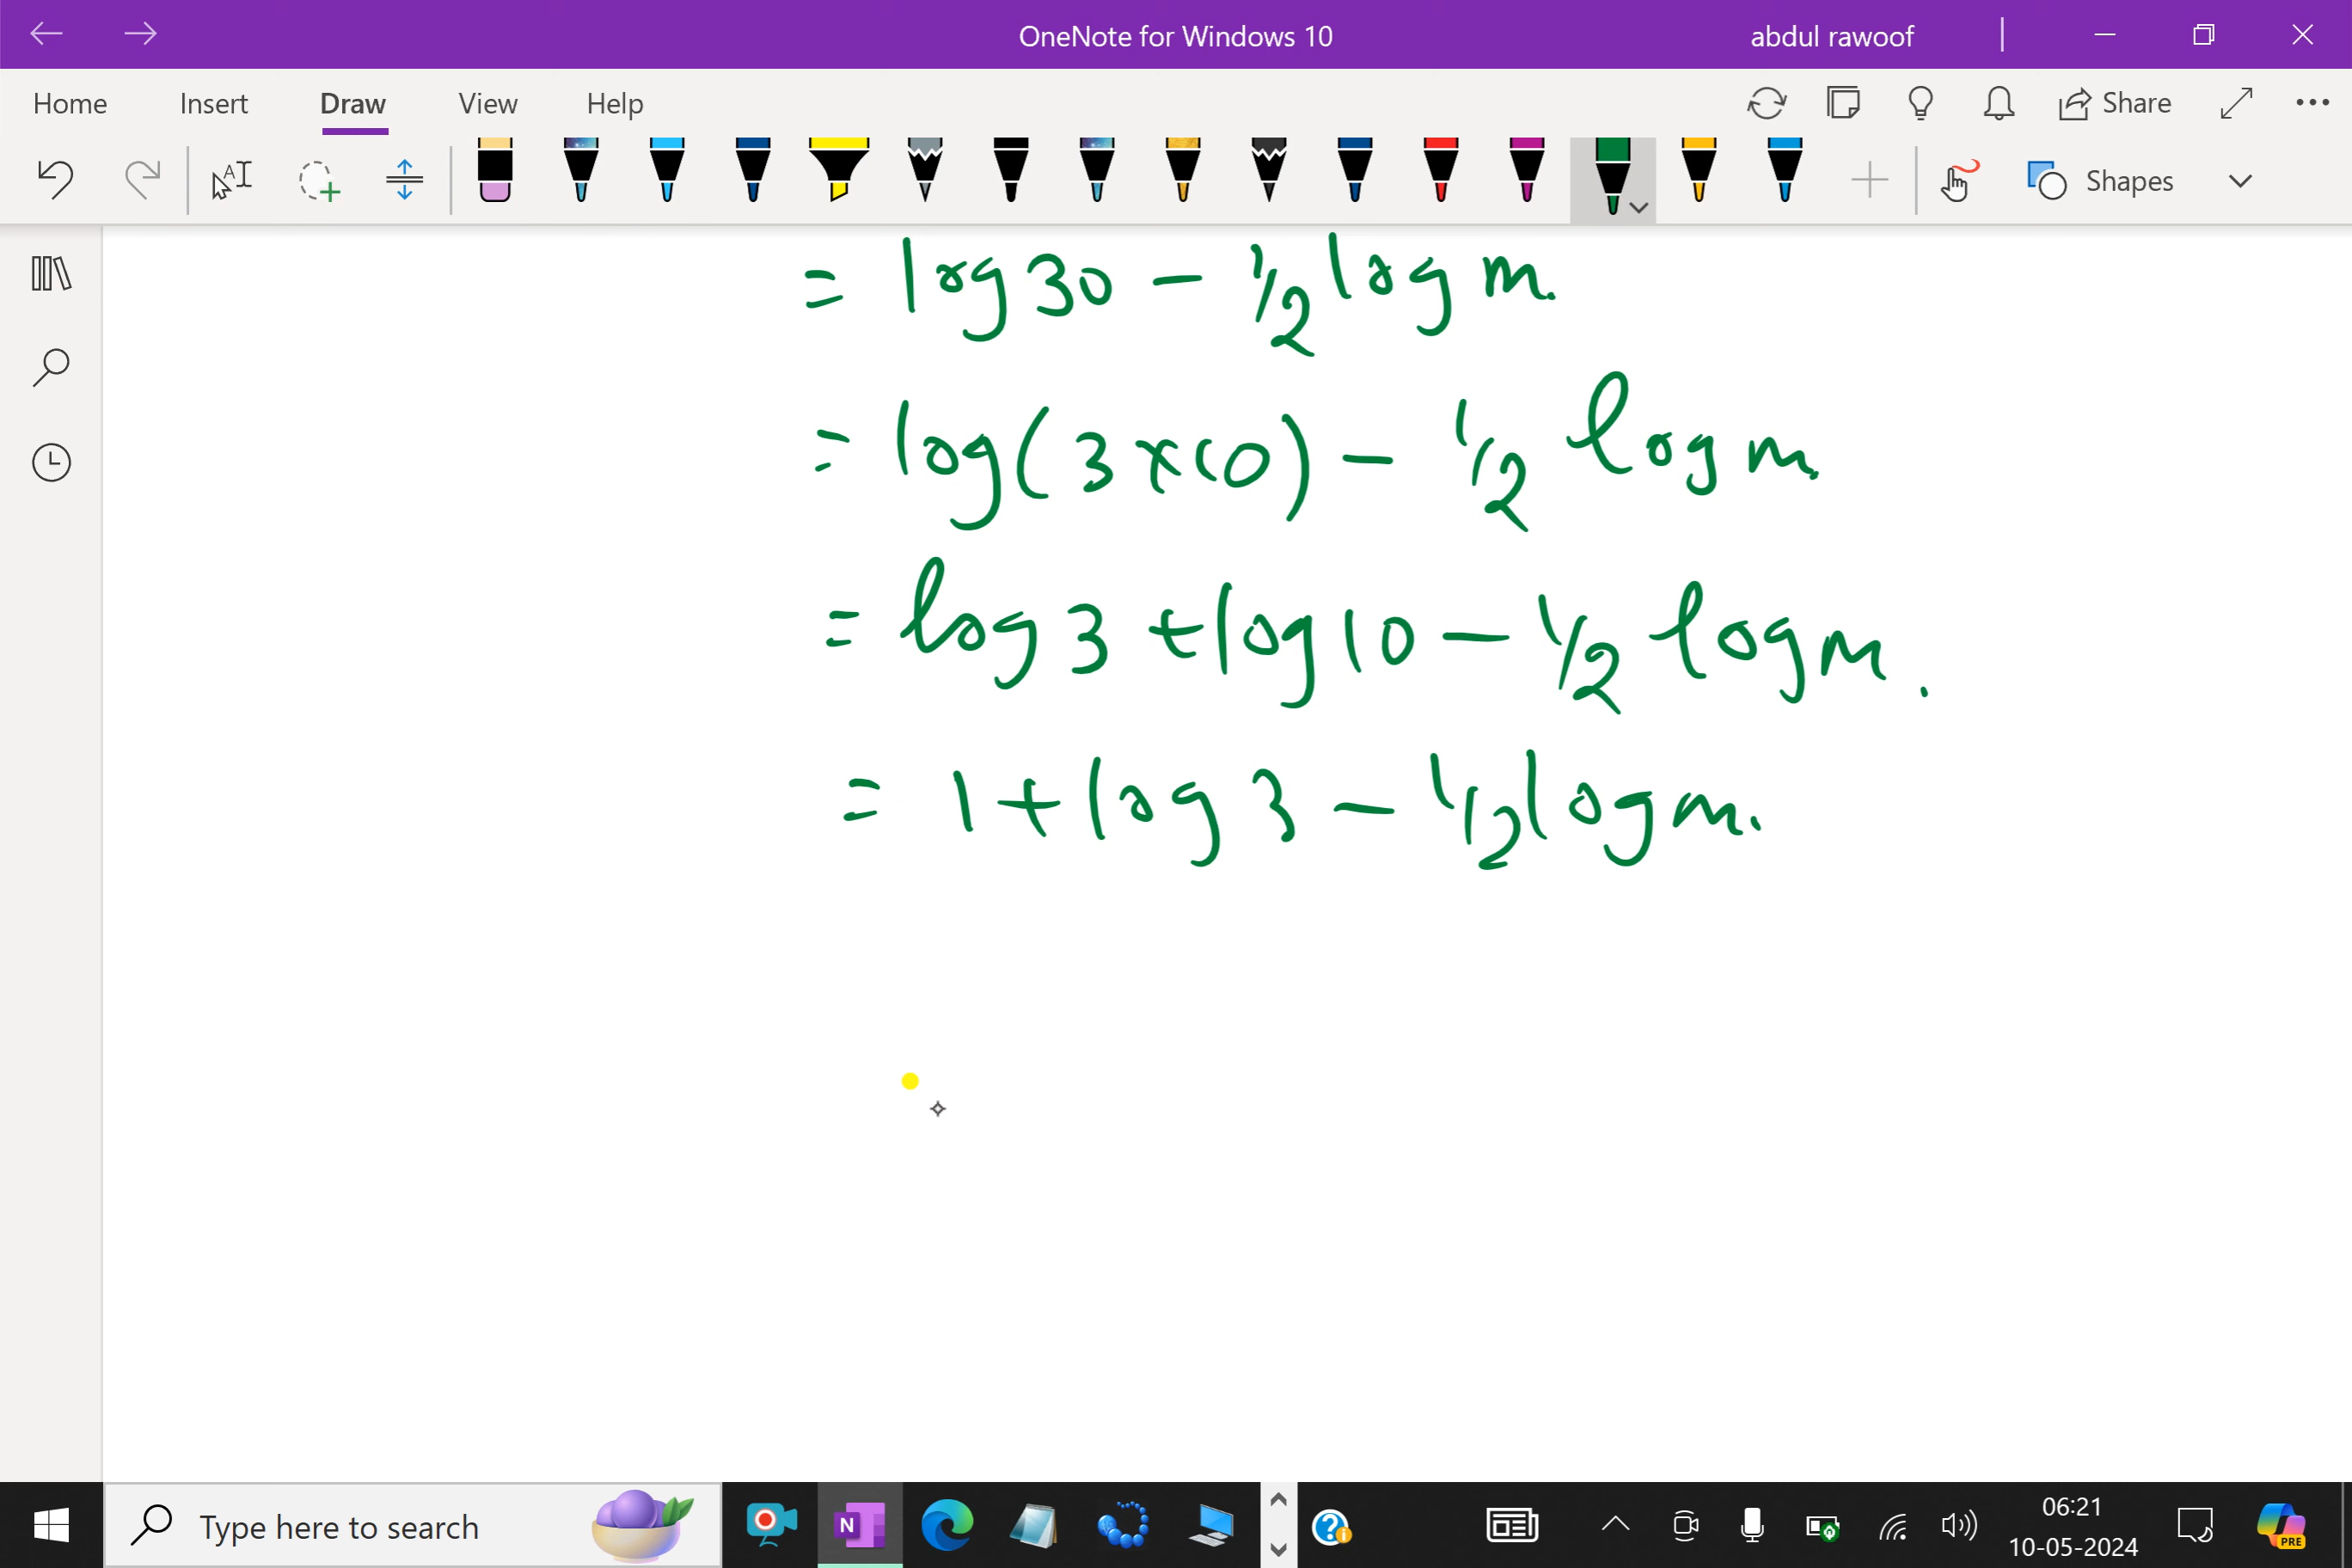 OneNote for Windows 10 abdul rawoof
Home Insert Draw View Help Share
Shapes
= log 30 - 1/2 log m.
= log(3×10) - 1/2 log m.
= log 3 + log 10 - 1/2 log m.
= 1 + log 3 - 1/2 log m.
Type here to search
06:21
10-05-2024
PRE